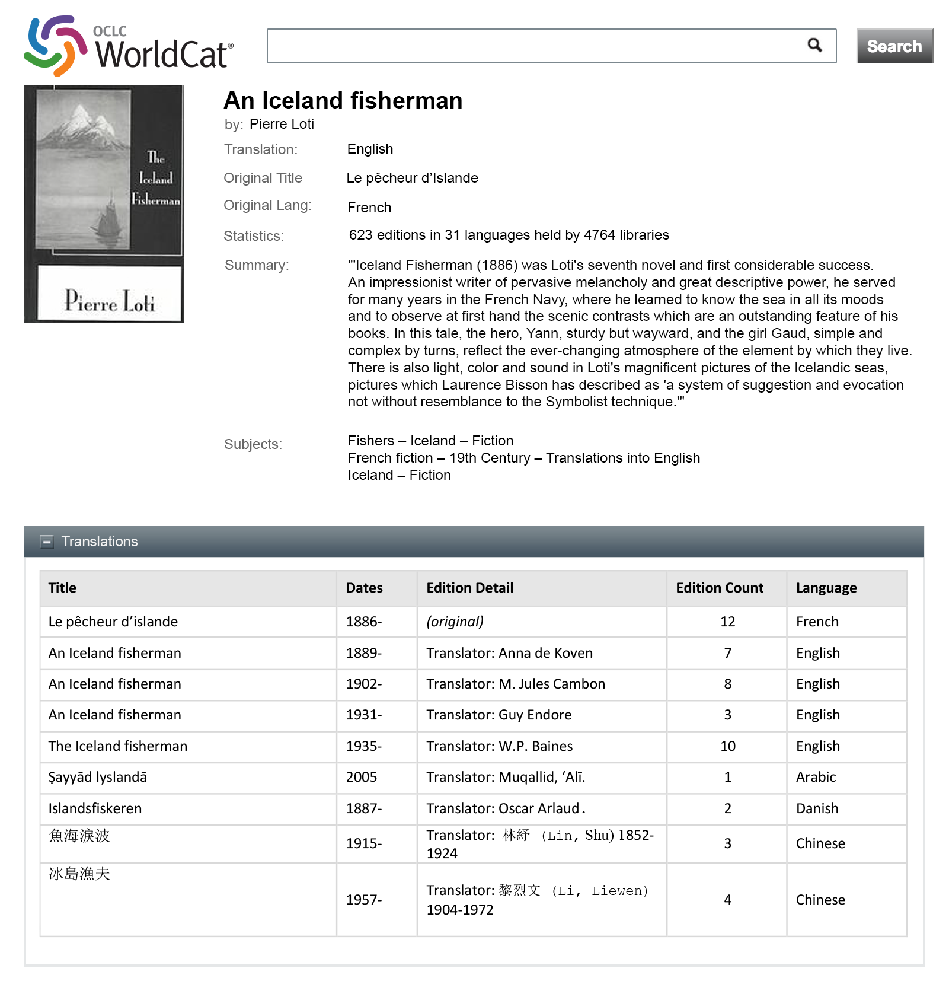 OCLC
WorldCat®
Search
The
Iceland
Fisherman
Pierre Loti
An Iceland fisherman
by: Pierre Loti
Translation: English
Original Title Le pêcheur d’Islande
Original Lang: French
Statistics: 623 editions in 31 languages held by 4764 libraries
Summary: "'Iceland Fisherman (1886) was Loti's seventh novel and first considerable success.
An impressionist writer of pervasive melancholy and great descriptive power, he served
for many years in the French Navy, where he learned to know the sea in all its moods
and to observe at first hand the scenic contrasts which are an outstanding feature of his
books. In this tale, the hero, Yann, sturdy but wayward, and the girl Gaud, simple and
complex by turns, reflect the ever-changing atmosphere of the element by which they live.
There is also light, color and sound in Loti's magnificent pictures of the Icelandic seas,
pictures which Laurence Bisson has described as 'a system of suggestion and evocation
not without resemblance to the Symbolist technique.'"
Subjects: Fishers – Iceland – Fiction
French fiction – 19th Century – Translations into English
Iceland – Fiction
Translations
Title Dates Edition Detail Edition Count Language
Le pêcheur d’islande 1886- (original) 12 French
An Iceland fisherman 1889- Translator: Anna de Koven 7 English
An Iceland fisherman 1902- Translator: M. Jules Cambon 8 English
An Iceland fisherman 1931- Translator: Guy Endore 3 English
The Iceland fisherman 1935- Translator: W.P. Baines 10 English
Ṣayyād lyslandā 2005 Translator: Muqallid, ‘Alī. 1 Arabic
Islandsfiskeren 1887- Translator: Oscar Arlaud. 2 Danish
魚海淚波 1915- Translator: 林紓 (Lin, Shu) 1852-
1924 3 Chinese
冰島漁夫 1957- Translator: 黎烈文 (Li, Liewen)
1904-1972 4 Chinese